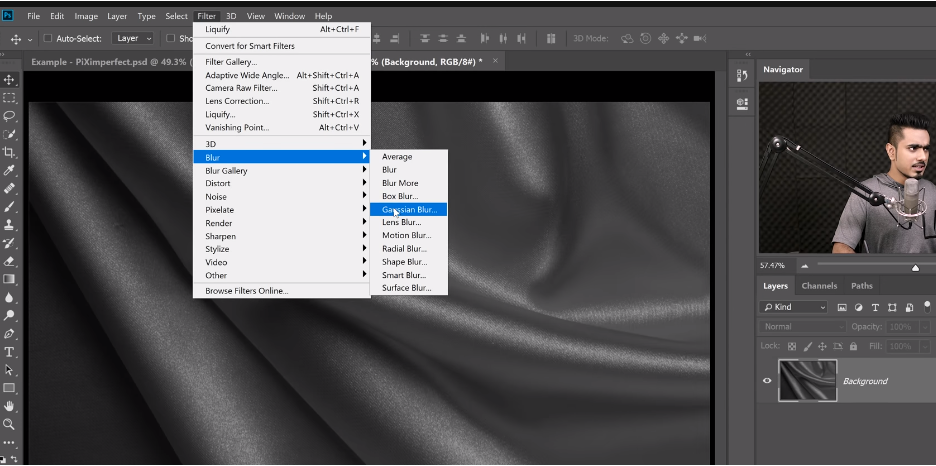 Ps File Edit Image Layer Type Select Filter 3D View Window Help
Auto-Select: Layer Sho 3D Mode:
Example - PiXimperfect.psd @ 49.3% ( % (Background, RGB/8#) * ×
Liquify Alt+Ctrl+F
Convert for Smart Filters
Filter Gallery...
Adaptive Wide Angle... Alt+Shift+Ctrl+A
Camera Raw Filter... Shift+Ctrl+A
Lens Correction... Shift+Ctrl+R
Liquify... Shift+Ctrl+X
Vanishing Point... Alt+Ctrl+V
3D
Blur
Blur Gallery
Distort
Noise
Pixelate
Render
Sharpen
Stylize
Video
Other
Browse Filters Online...
Average
Blur
Blur More
Box Blur...
Gaussian Blur...
Lens Blur...
Motion Blur...
Radial Blur...
Shape Blur...
Smart Blur...
Surface Blur...
Navigator
57.47%
Layers Channels Paths
Kind
Normal Opacity: 100%
Lock: Fill: 100%
Background